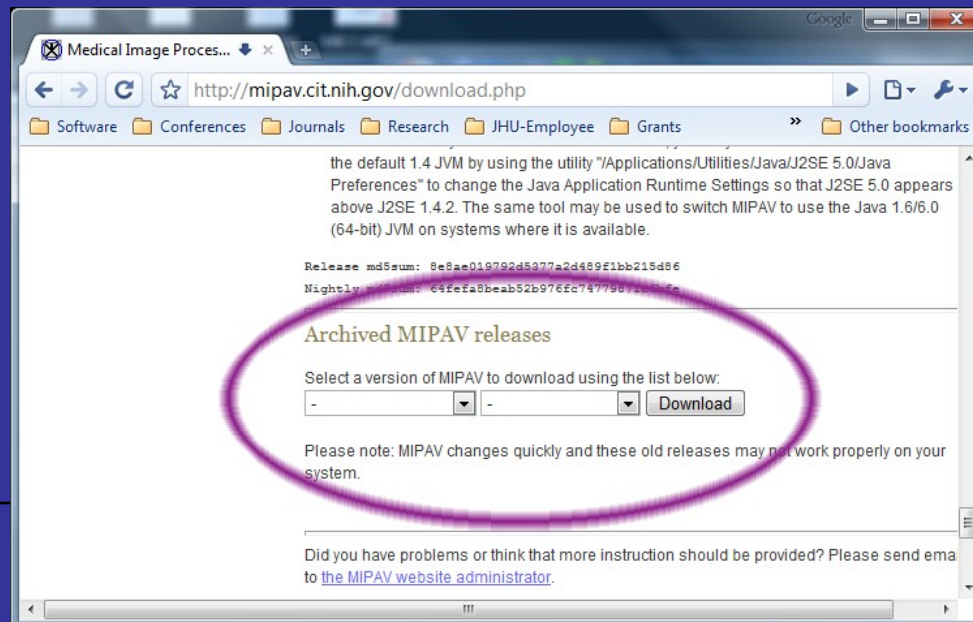 Google
Medical Image Proces...
http://mipav.cit.nih.gov/download.php
Software Conferences Journals Research JHU-Employee Grants » Other bookmarks
the default 1.4 JVM by using the utility "/Applications/Utilities/Java/J2SE 5.0/Java
Preferences" to change the Java Application Runtime Settings so that J2SE 5.0 appears
above J2SE 1.4.2. The same tool may be used to switch MIPAV to use the Java 1.6/6.0
(64-bit) JVM on systems where it is available.
Release md5sum: 8e8ae019792d5377a2d489f1bb215d86
Nightly md5sum:
Archived MIPAV releases
Select a version of MIPAV to download using the list below:
- - Download
Please note: MIPAV changes quickly and these old releases may not work properly on your
system.
Did you have problems or think that more instruction should be provided? Please send ema
to the MIPAV website administrator.